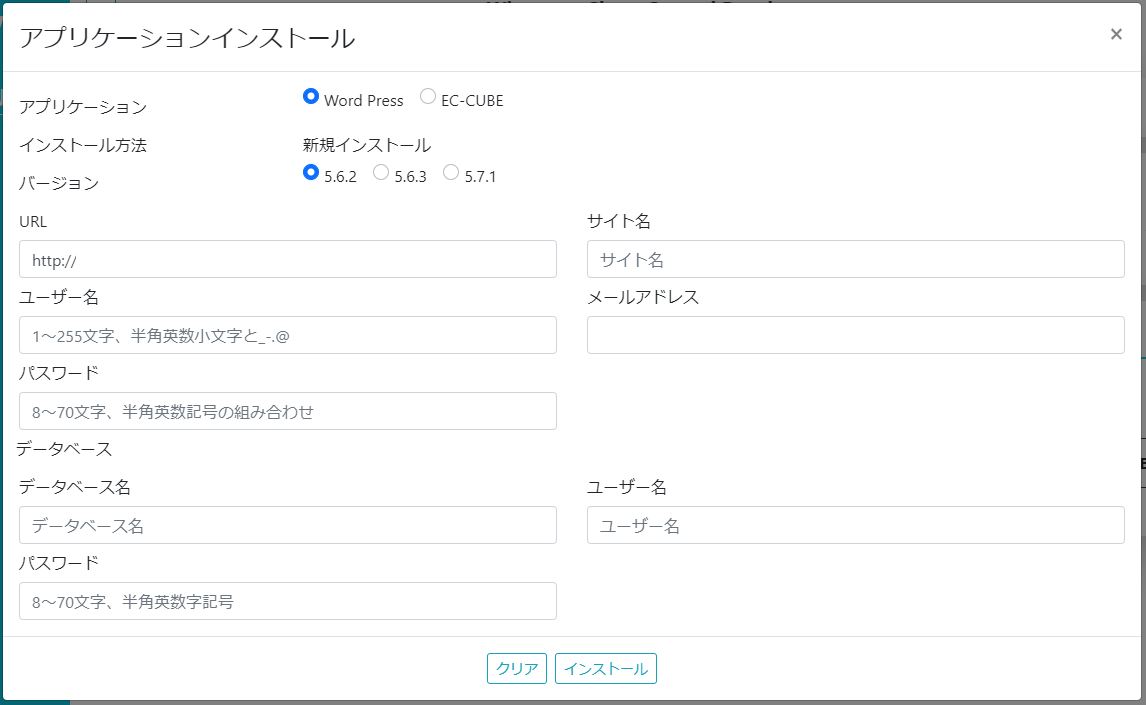 アプリケーションインストール ×
アプリケーション Word Press EC-CUBE
インストール方法 新規インストール
バージョン 5.6.2 5.6.3 5.7.1
URL サイト名
http:// サイト名
ユーザー名 メールアドレス
1～255文字、半角英数小文字と_-.@
パスワード
8～70文字、半角英数記号の組み合わせ
データベース
データベース名 ユーザー名
データベース名 ユーザー名
パスワード
8～70文字、半角英数字記号
クリア インストール